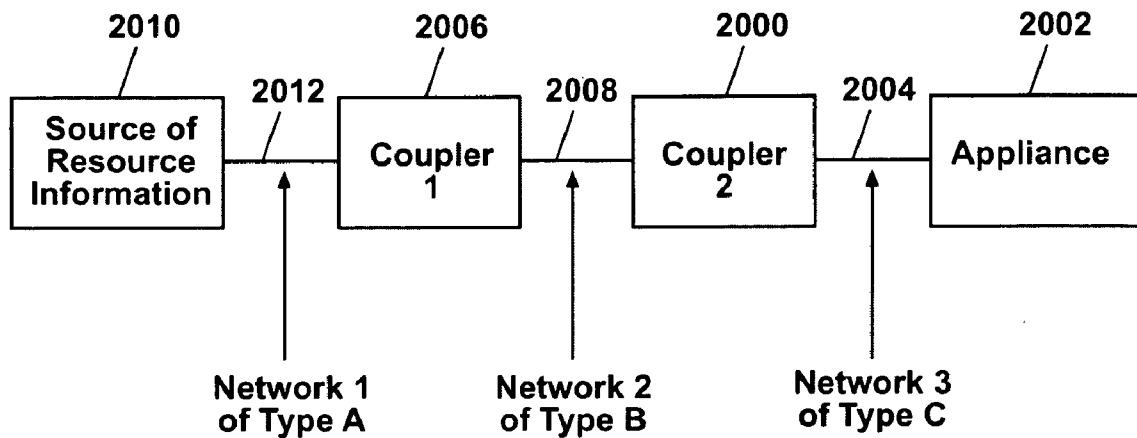 2010
2006
2000
2002
2012
2008
2004
Source of
Resource
Information
Coupler
1
Coupler
2
Appliance
Network 1
of Type A
Network 2
of Type B
Network 3
of Type C